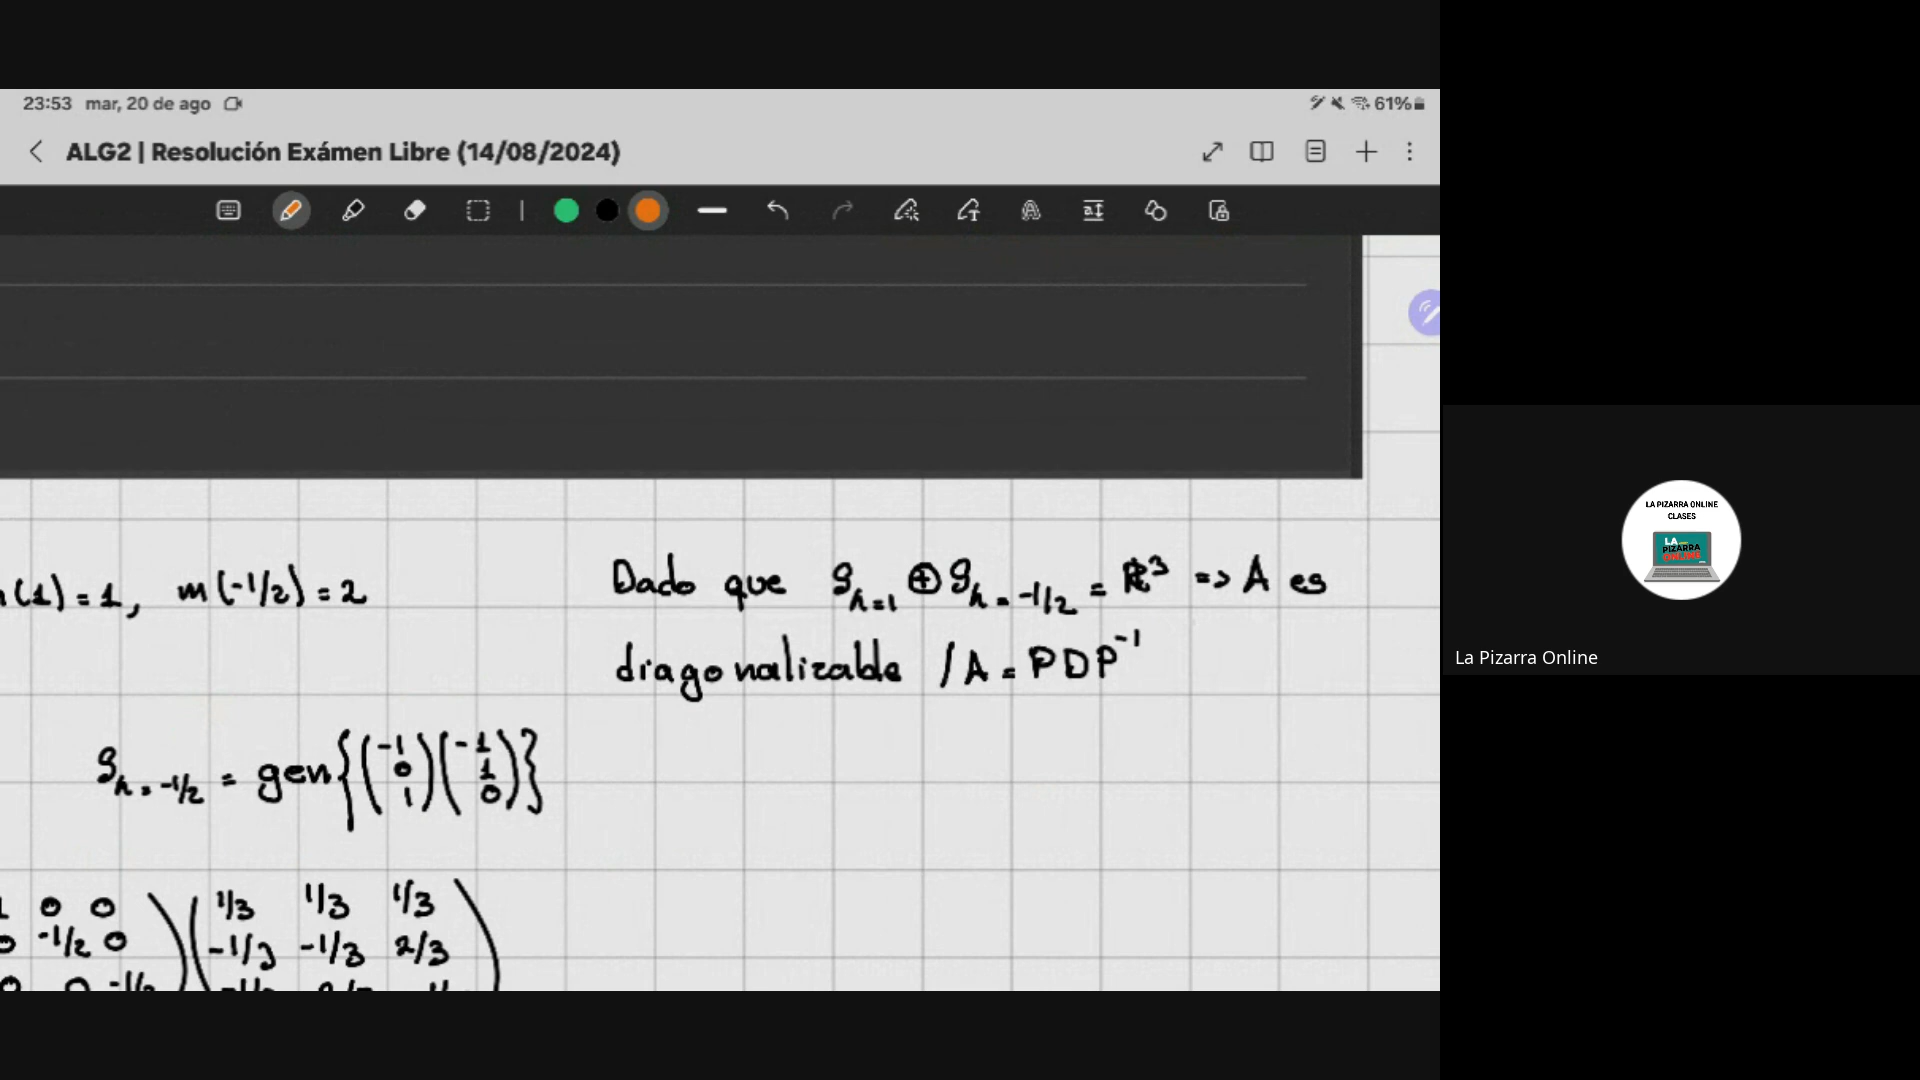 23:53 mar, 20 de ago
61%
ALG2 | Resolución Exámen Libre (14/08/2024)
(1) = 1, m(-1/2) = 2
Dado que S_{λ=1} ⊕ S_{λ=-1/2} = ℝ³ => A es
diagonalizable / A = PDP⁻¹
S_{λ=-1/2} = gen{(-1 0 1)(-1 1 0)}
0 0 1/3 1/3 1/3
-1/2 0 -1/3 -1/3 2/3
0 -1/2
LA PIZARRA ONLINE
CLASES
LA
PIZARRA
ONLINE
La Pizarra Online